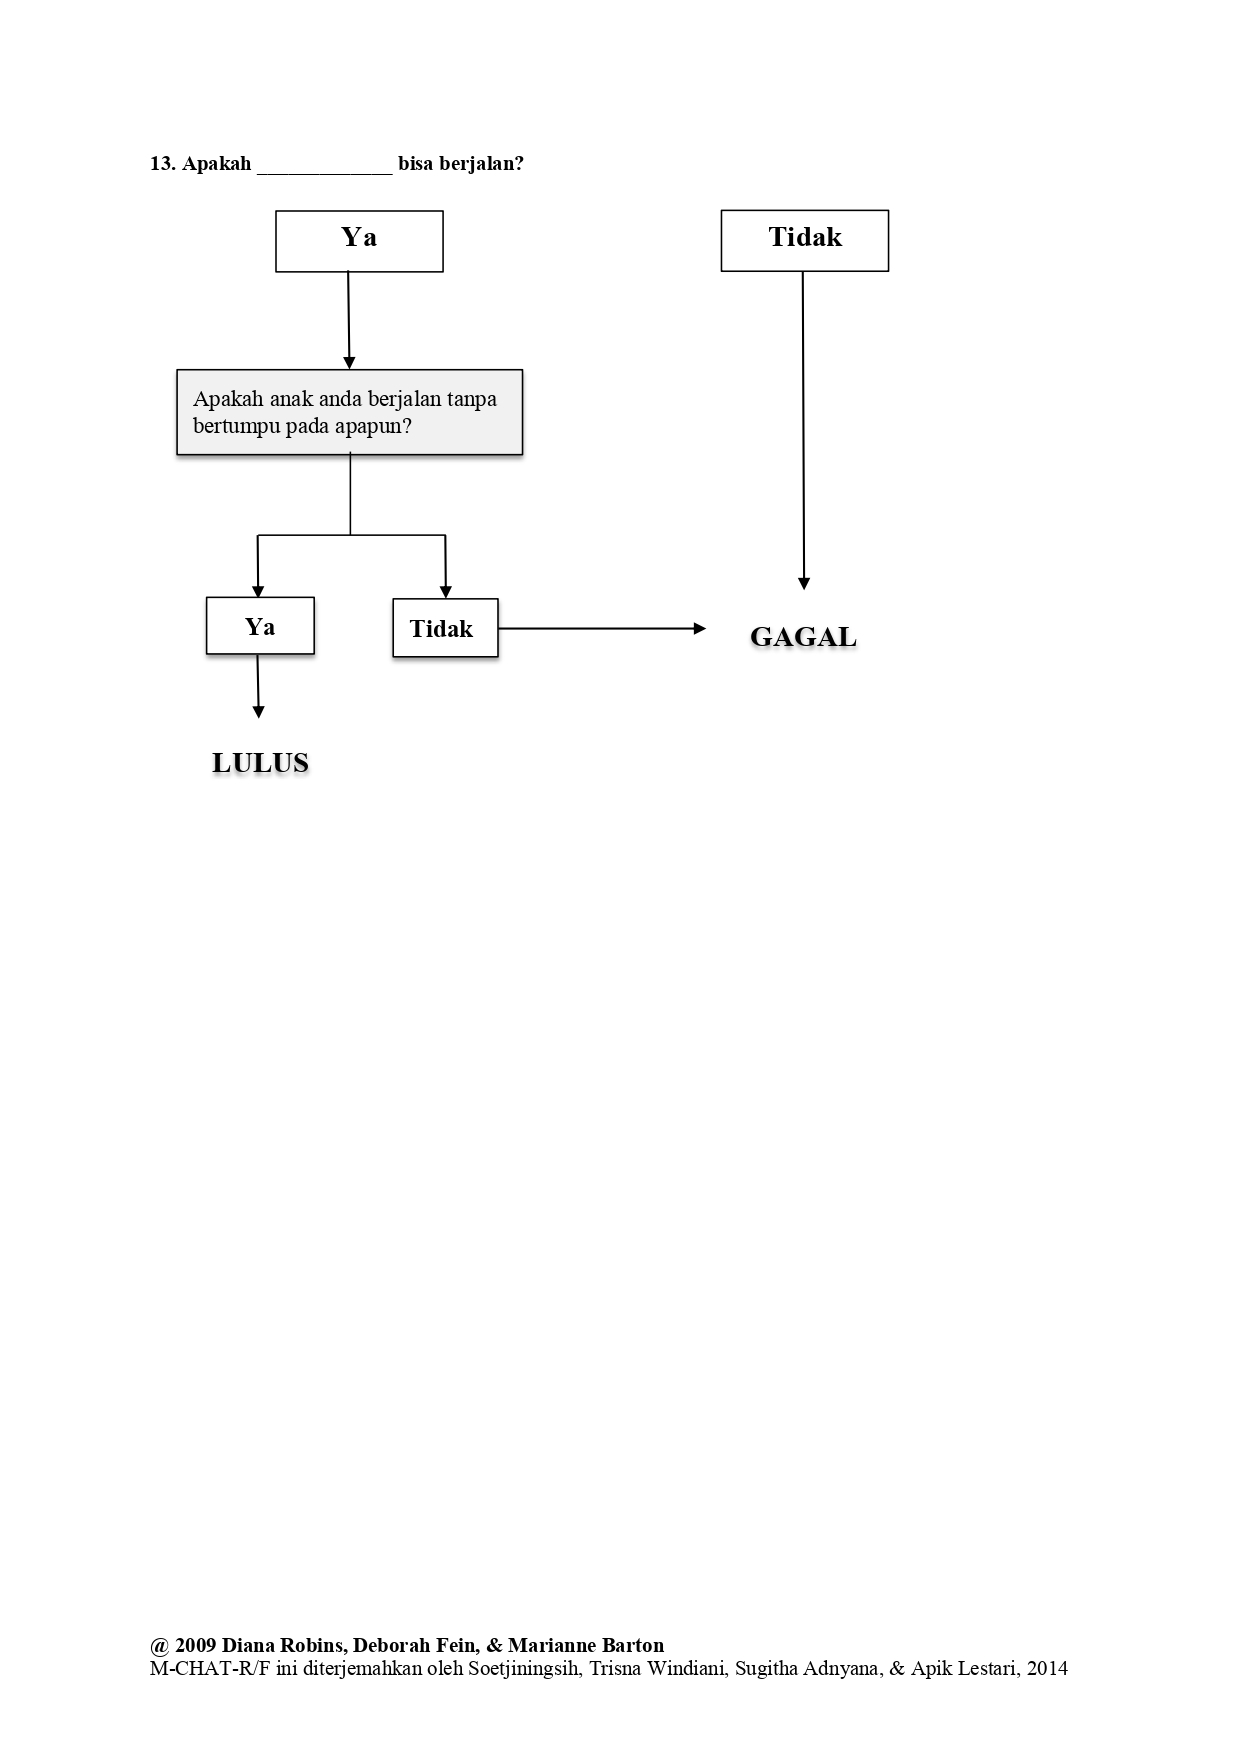 13. Apakah _____________ bisa berjalan?
Ya
Tidak
Apakah anak anda berjalan tanpa
bertumpu pada apapun?
Ya
Tidak
GAGAL
LULUS
@ 2009 Diana Robins, Deborah Fein, & Marianne Barton
M-CHAT-R/F ini diterjemahkan oleh Soetjiningsih, Trisna Windiani, Sugitha Adnyana, & Apik Lestari, 2014